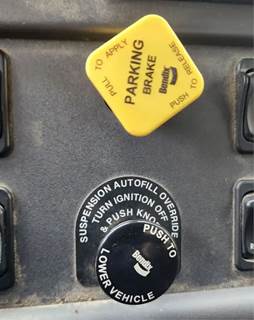 PULL TO APPLY
PARKING
BRAKE
Bendix
PUSH TO RELEASE
SUSPENSION AUTOFILL OVERRIDE
TURN IGNITION OFF
& PUSH KNO
PUSH TO
Bendix
LOWER VEHICLE